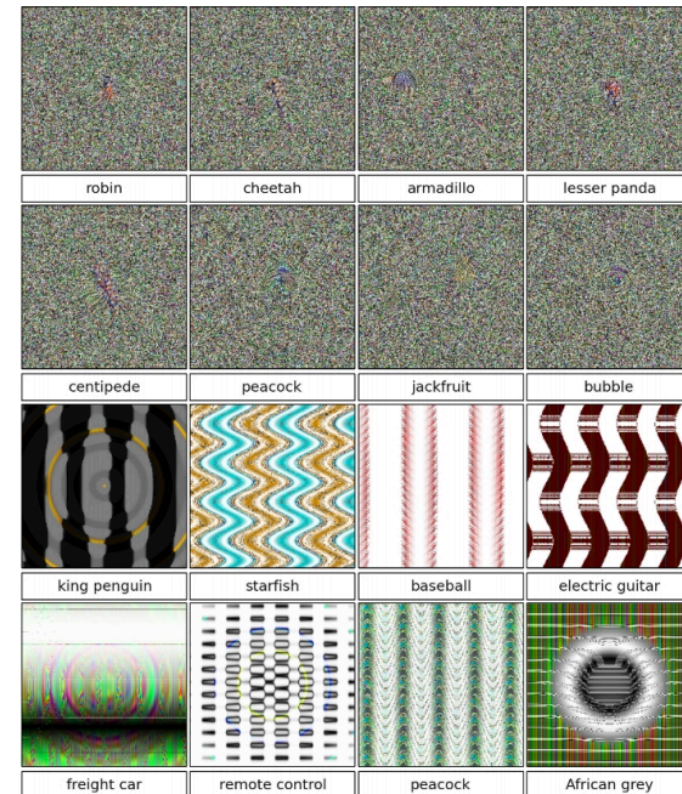 robin
cheetah
armadillo
lesser panda
centipede
peacock
jackfruit
bubble
king penguin
starfish
baseball
electric guitar
freight car
remote control
peacock
African grey